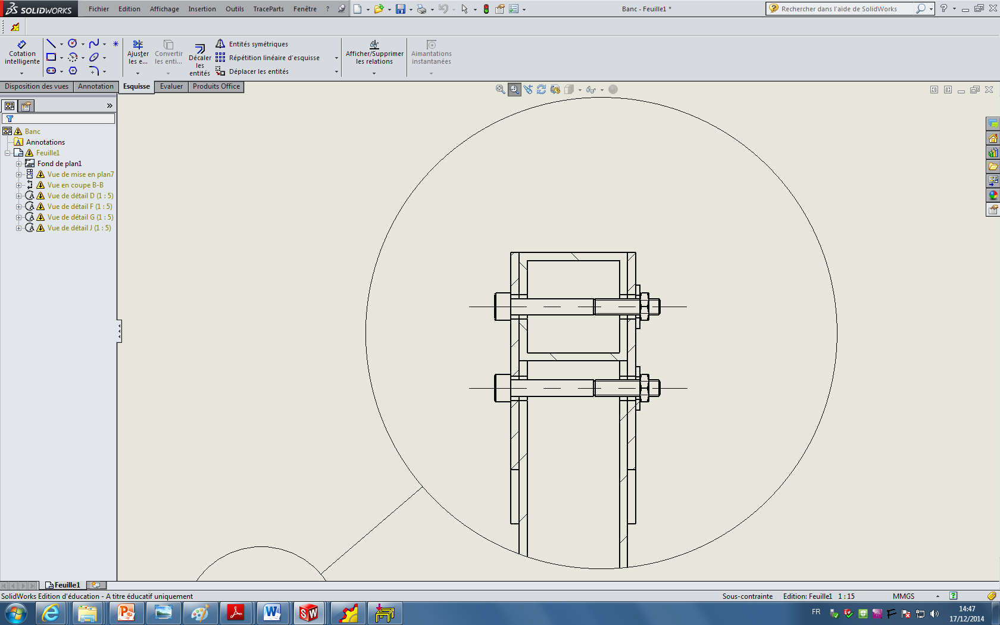 SOLIDWORKS Fichier Edition Affichage Insertion Outils TraceParts Fenêtre ? Banc - Feuille1 * Rechercher dans l'aide de SolidWorks
Cotation intelligente
Ajuster les e...
Convertir les enti...
Décaler les entités
Entités symétriques
Répétition linéaire d'esquisse
Déplacer les entités
Afficher/Supprimer les relations
Aimantations instantanées
Disposition des vues Annotation Esquisse Evaluer Produits Office
Banc
Annotations
Feuille1
Fond de plan1
Vue de mise en plan7
Vue en coupe B-B
Vue de détail D (1 : 5)
Vue de détail F (1 : 5)
Vue de détail G (1 : 5)
Vue de détail J (1 : 5)
Feuille1
SolidWorks Edition d'éducation - A titre éducatif uniquement Sous-contrainte Edition: Feuille1 1 : 15 MMGS
FR 14:47
17/12/2014